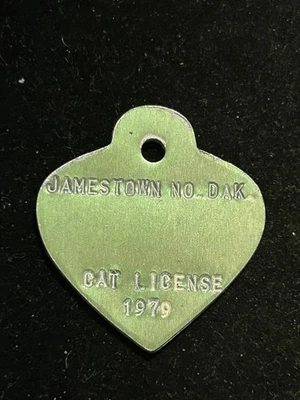 JAMESTOWN NO. DAK.
CAT LICENSE
1979